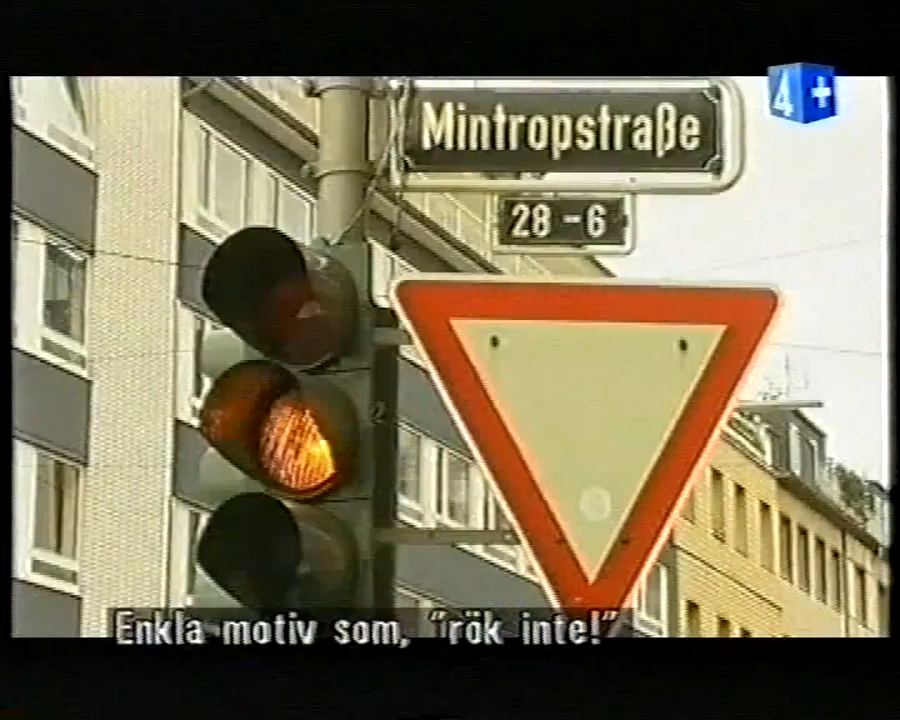 4+
Mintropstraße
28-6
Enkla motiv som, "rök inte!"